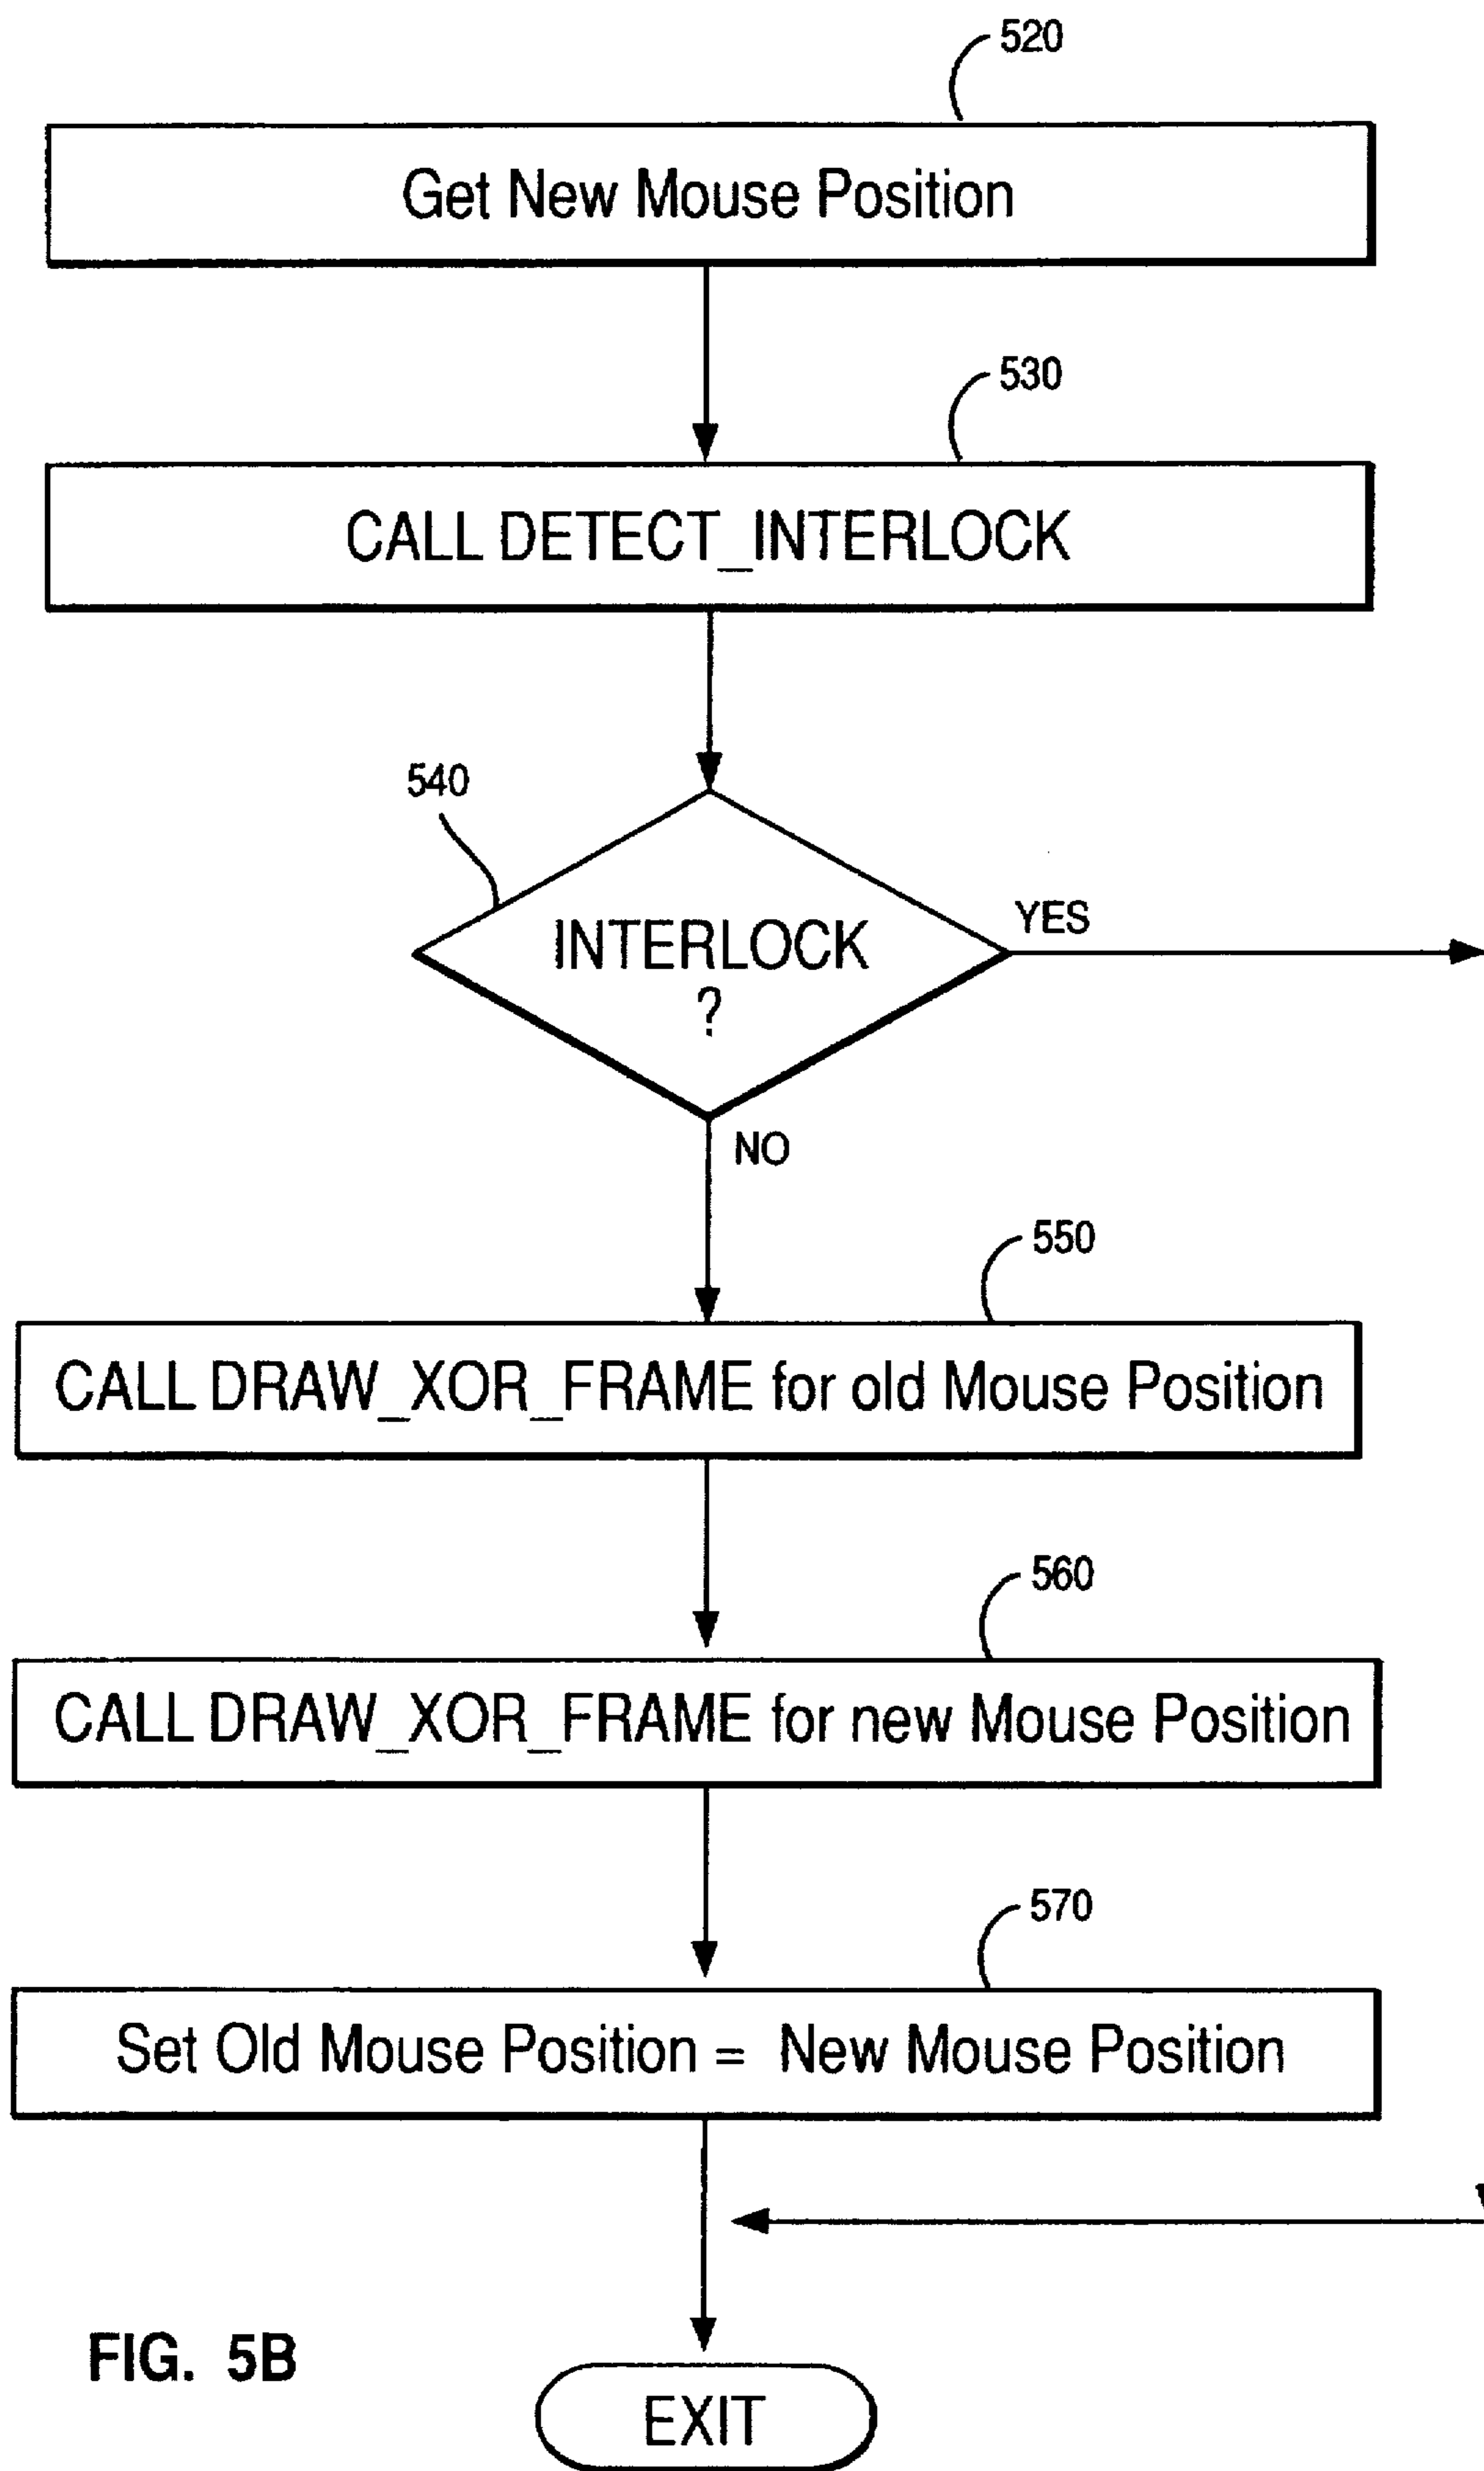 520
Get New Mouse Position
530
CALL DETECT_INTERLOCK
540
INTERLOCK
?
YES
NO
550
CALL DRAW_XOR_FRAME for old Mouse Position
560
CALL DRAW_XOR_FRAME for new Mouse Position
570
Set Old Mouse Position = New Mouse Position
FIG. 5B
EXIT